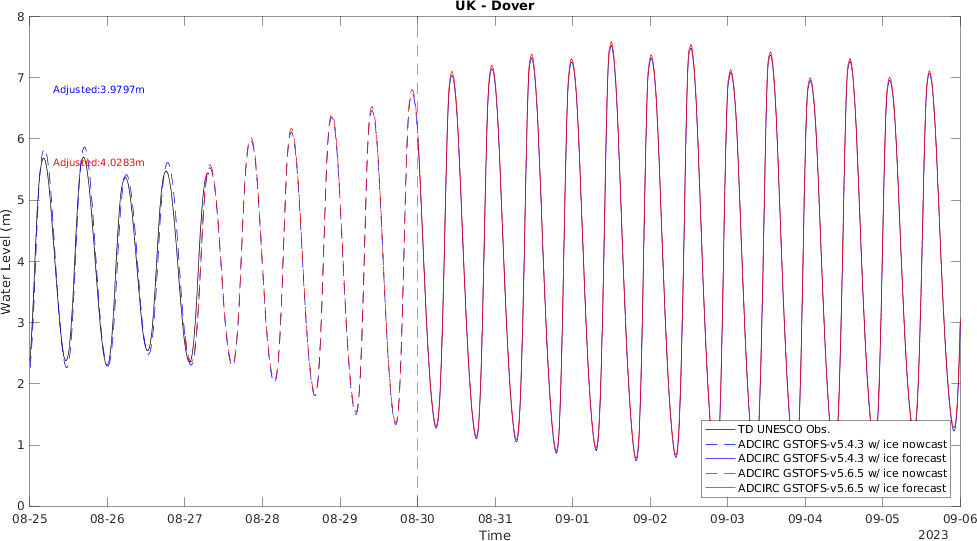 UK - Dover
8
7
6
5
4
3
2
1
0
Water Level (m)
Adjusted:3.9797m
Adjusted:4.0283m
TD UNESCO Obs.
ADCIRC GSTOFS-v5.4.3 w/ ice nowcast
ADCIRC GSTOFS-v5.4.3 w/ ice forecast
ADCIRC GSTOFS-v5.6.5 w/ ice nowcast
ADCIRC GSTOFS-v5.6.5 w/ ice forecast
08-25 08-26 08-27 08-28 08-29 08-30 08-31 09-01 09-02 09-03 09-04 09-05 09-06
Time
2023